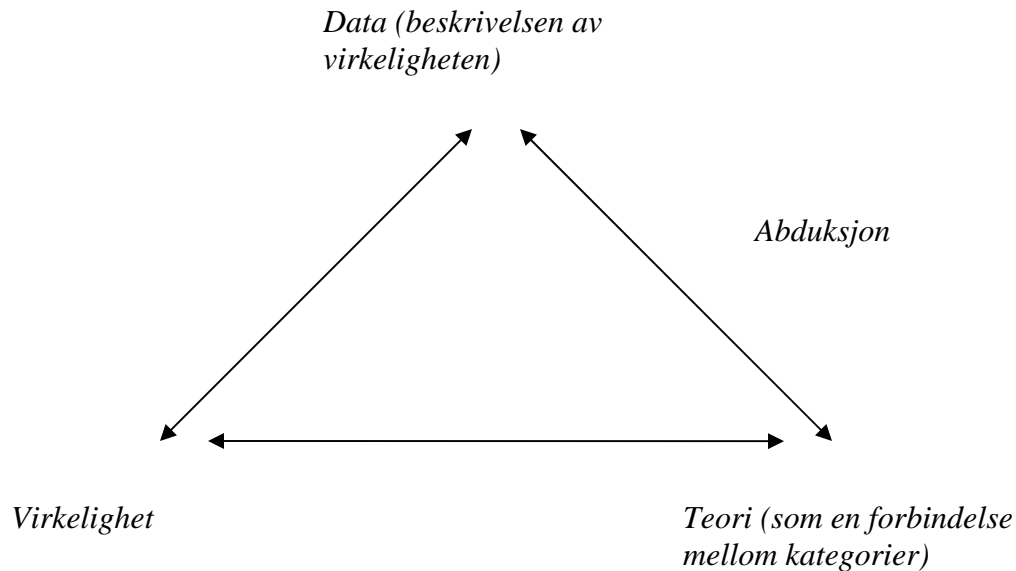 Data (beskrivelsen av
virkeligheten)
Abduksjon
Virkelighet
Teori (som en forbindelse
mellom kategorier)